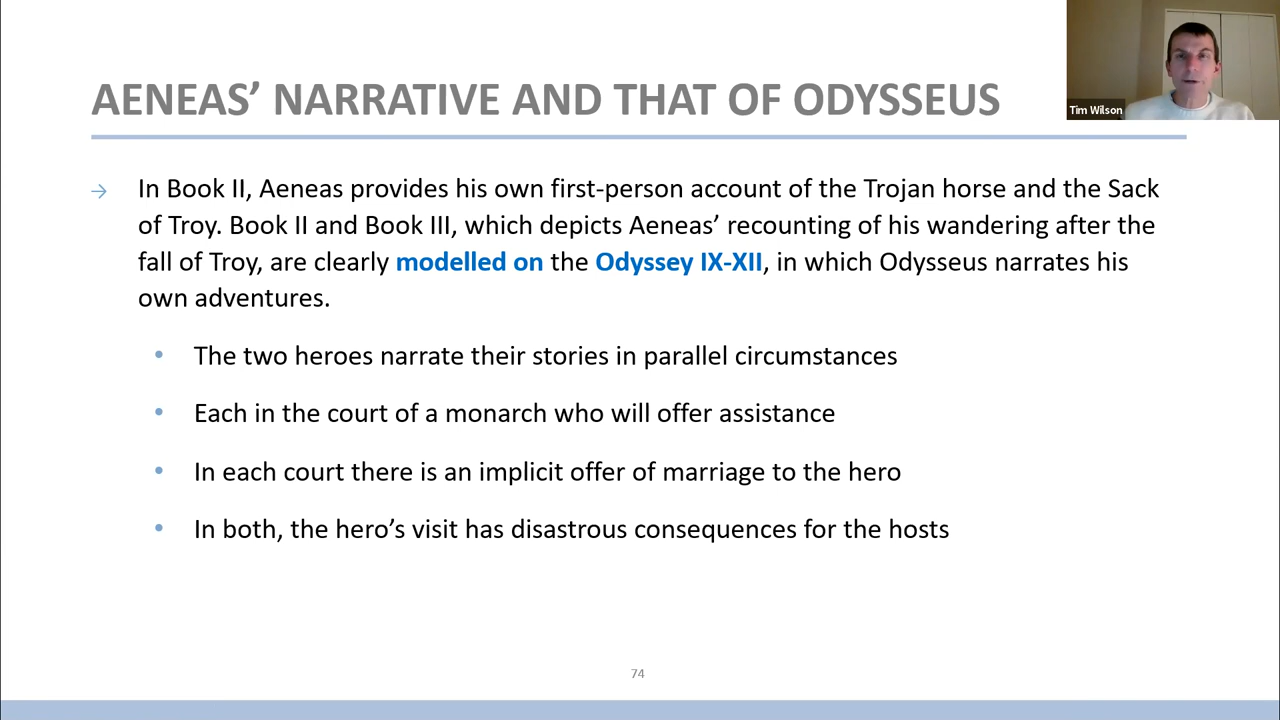 AENEAS’ NARRATIVE AND THAT OF ODYSSEUS
Tim Wilson
→ In Book II, Aeneas provides his own first-person account of the Trojan horse and the Sack
of Troy. Book II and Book III, which depicts Aeneas’ recounting of his wandering after the
fall of Troy, are clearly modelled on the Odyssey IX-XII, in which Odysseus narrates his
own adventures.
• The two heroes narrate their stories in parallel circumstances
• Each in the court of a monarch who will offer assistance
• In each court there is an implicit offer of marriage to the hero
• In both, the hero’s visit has disastrous consequences for the hosts
74